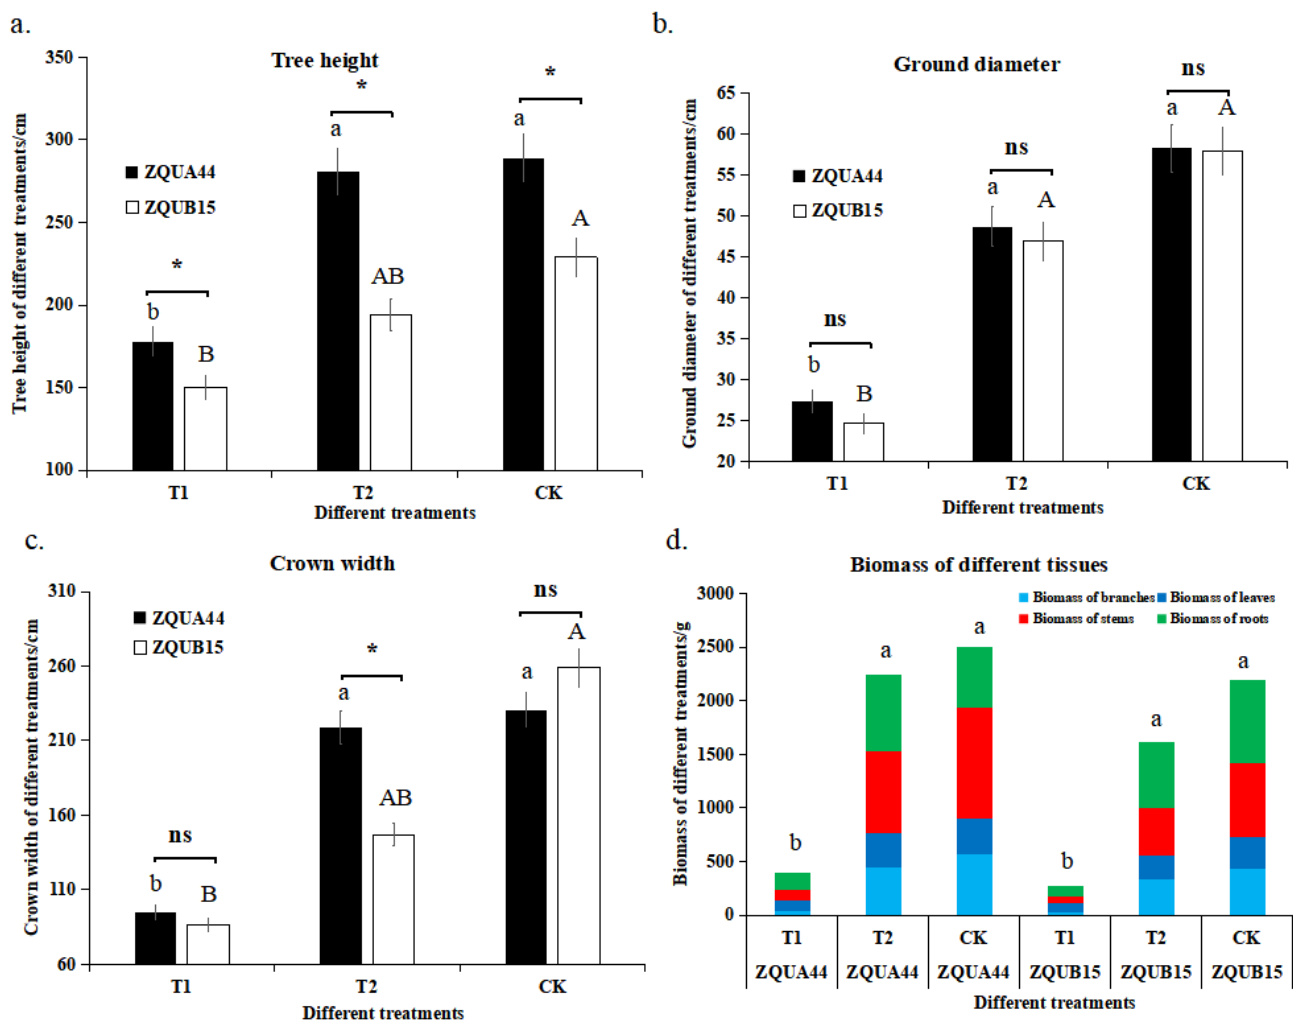 a.
Tree height
Tree height of different treatments/cm
350
300
250
200
150
100
ZQUA44
ZQUB15
*
*
*
b
B
a
AB
a
A
T1
T2
CK
Different treatments
b.
Ground diameter
Ground diameter of different treatments/cm
65
60
55
50
45
40
35
30
25
20
ZQUA44
ZQUB15
ns
ns
ns
b
B
a
A
a
A
T1
T2
CK
Different treatments
c.
Crown width
Crown width of different treatments/cm
310
260
210
160
110
60
ZQUA44
ZQUB15
ns
*
ns
b
B
a
AB
a
A
T1
T2
CK
Different treatments
d.
Biomass of different tissues
Biomass of different treatments/g
3000
2500
2000
1500
1000
500
0
Biomass of branches
Biomass of leaves
Biomass of stems
Biomass of roots
b
a
a
b
a
a
T1
T2
CK
T1
T2
CK
ZQUA44
ZQUA44
ZQUA44
ZQUB15
ZQUB15
ZQUB15
Different treatments